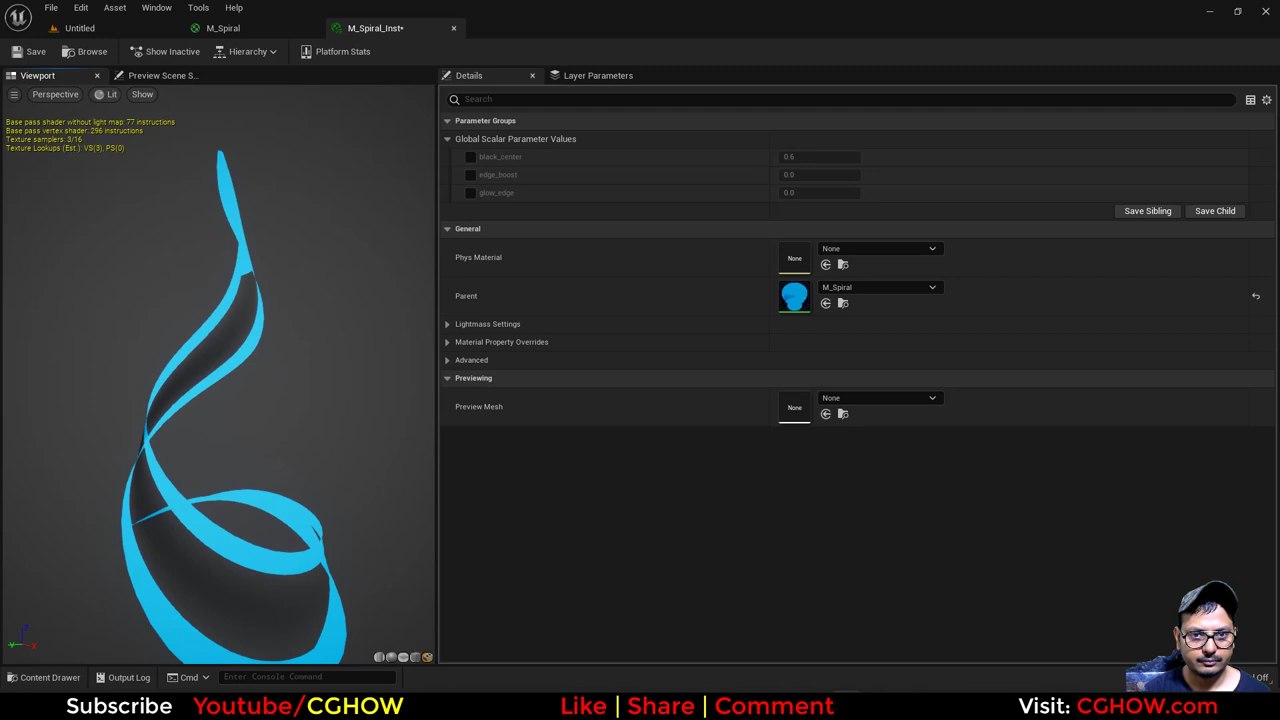 File Edit Asset Window Tools Help
Untitled M_Spiral M_Spiral_Inst*
Save Browse Show Inactive Hierarchy Platform Stats
Viewport Preview Scene S... Details Layer Parameters
Perspective Lit Show Search
Base pass shader without light map: 77 instructions
Base pass vertex shader: 296 instructions
Texture samplers: 3/16
Texture Lookups (Est.): VS(3), PS(0)
Parameter Groups
Global Scalar Parameter Values
black_center 0.6
edge_boost 0.0
glow_edge 0.0
Save Sibling Save Child
General
Phys Material None None
Parent M_Spiral
Lightmass Settings
Material Property Overrides
Advanced
Previewing
Preview Mesh None None
Z
Y X
Content Drawer Output Log Cmd Enter Console Command Off
Subscribe Youtube/CGHOW Like | Share | Comment Visit: CGHOW.com